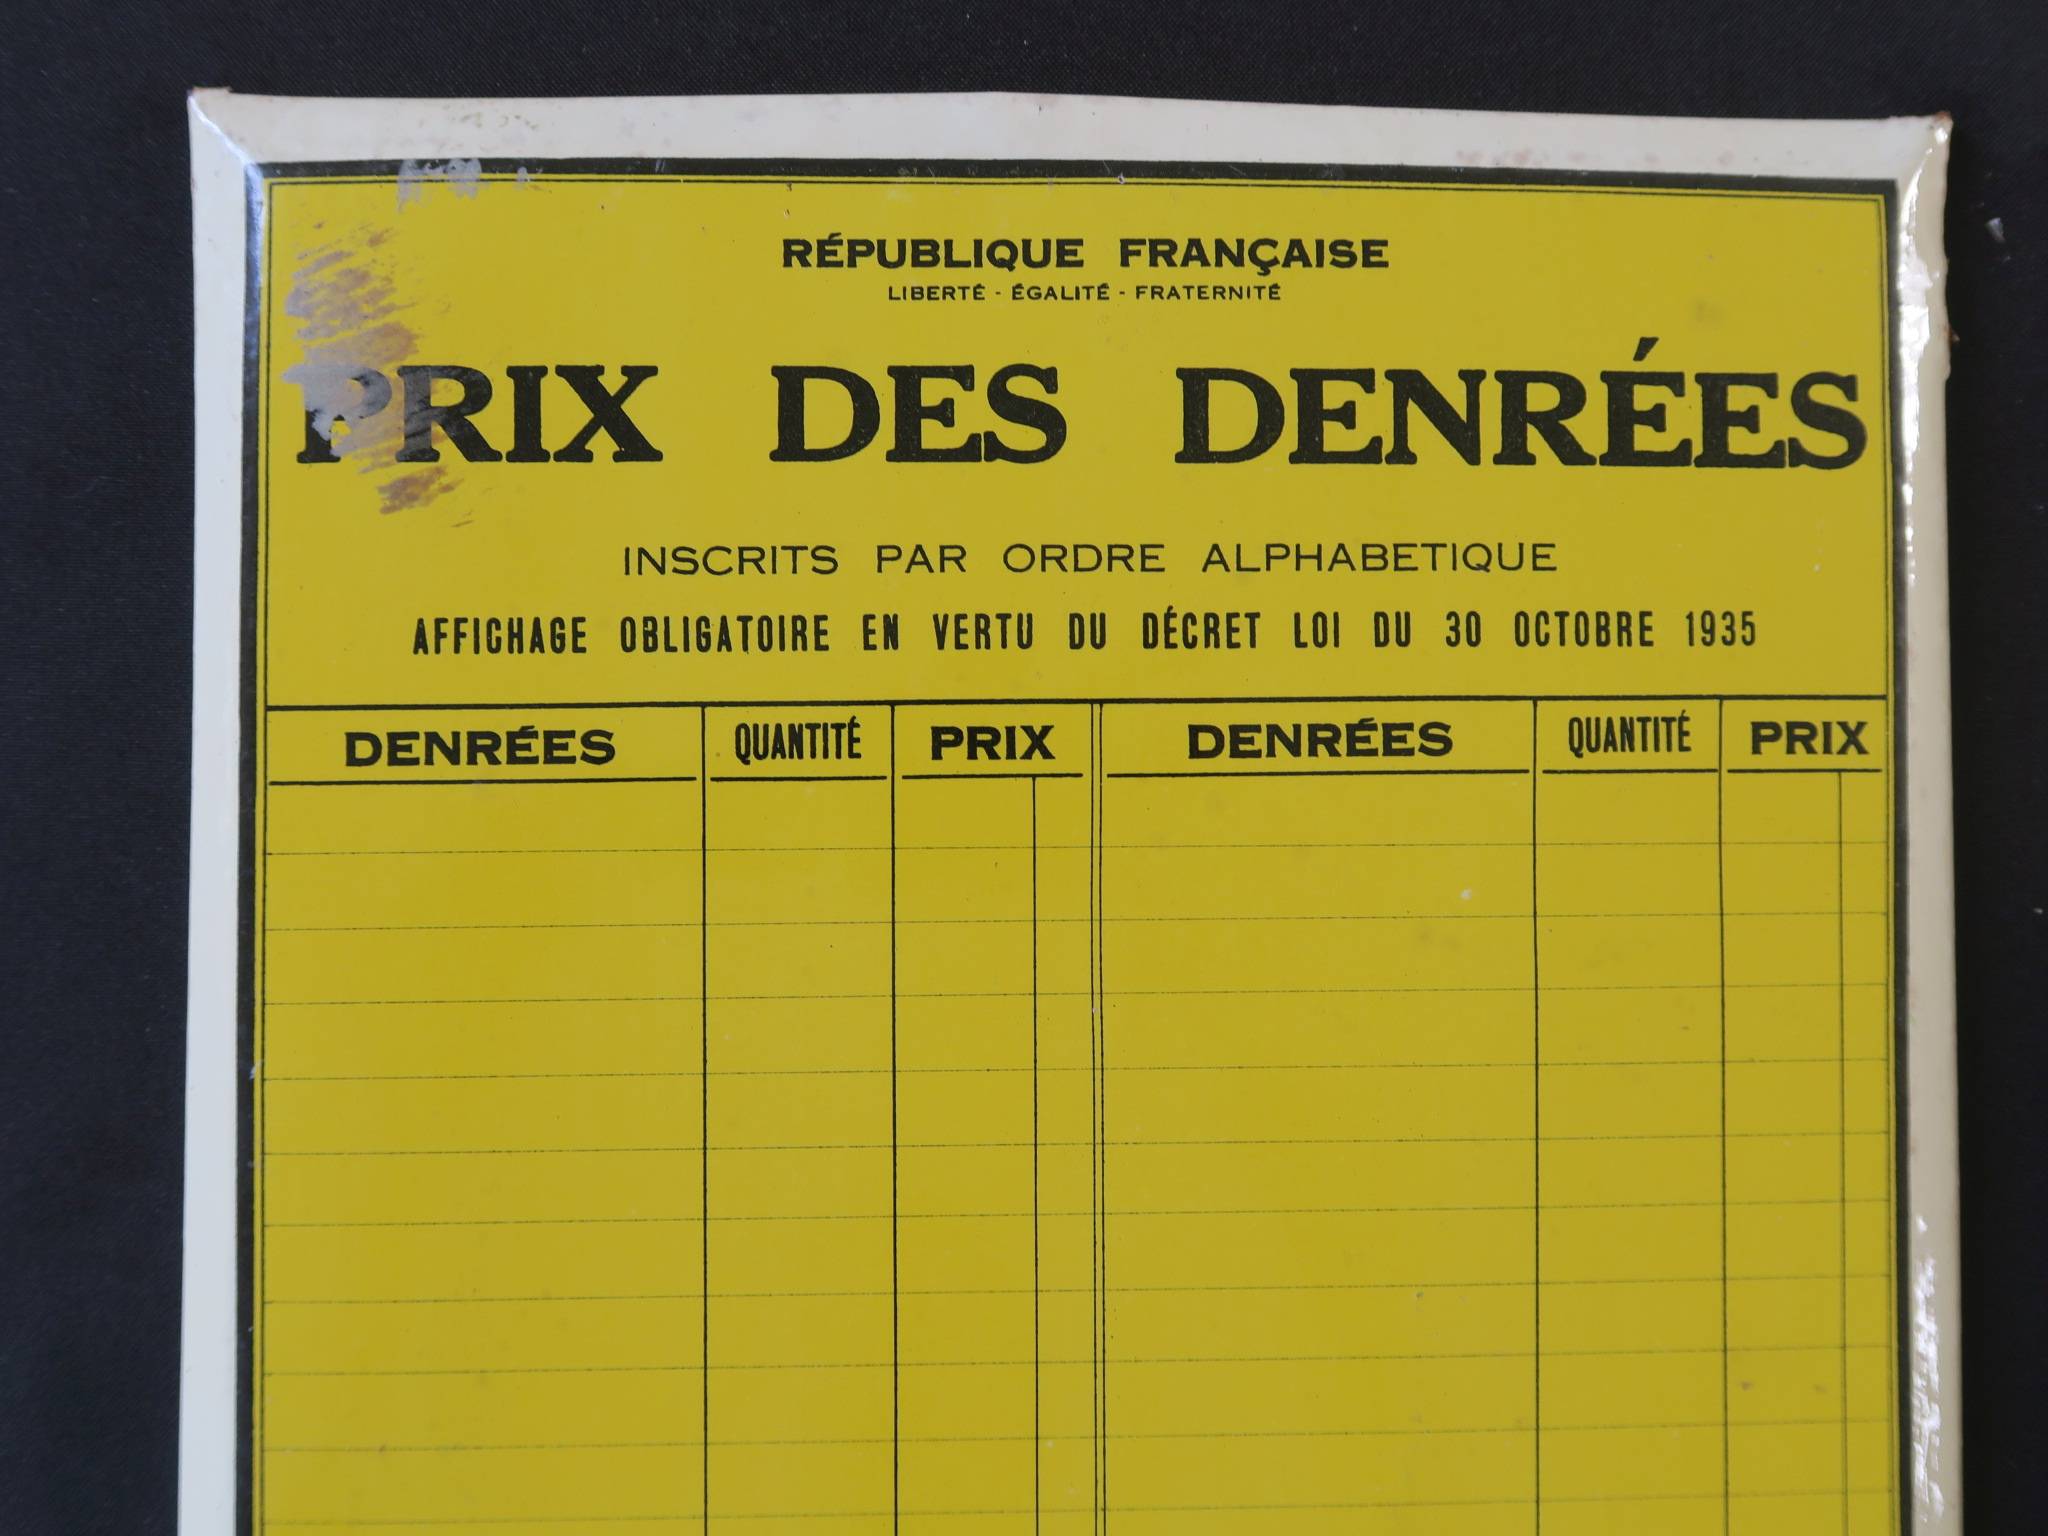 RÉPUBLIQUE FRANÇAISE
LIBERTÉ - ÉGALITÉ - FRATERNITÉ
PRIX DES DENRÉES
INSCRITS PAR ORDRE ALPHABETIQUE
AFFICHAGE OBLIGATOIRE EN VERTU DU DÉCRET LOI DU 30 OCTOBRE 1935
DENRÉES QUANTITÉ PRIX DENRÉES QUANTITÉ PRIX